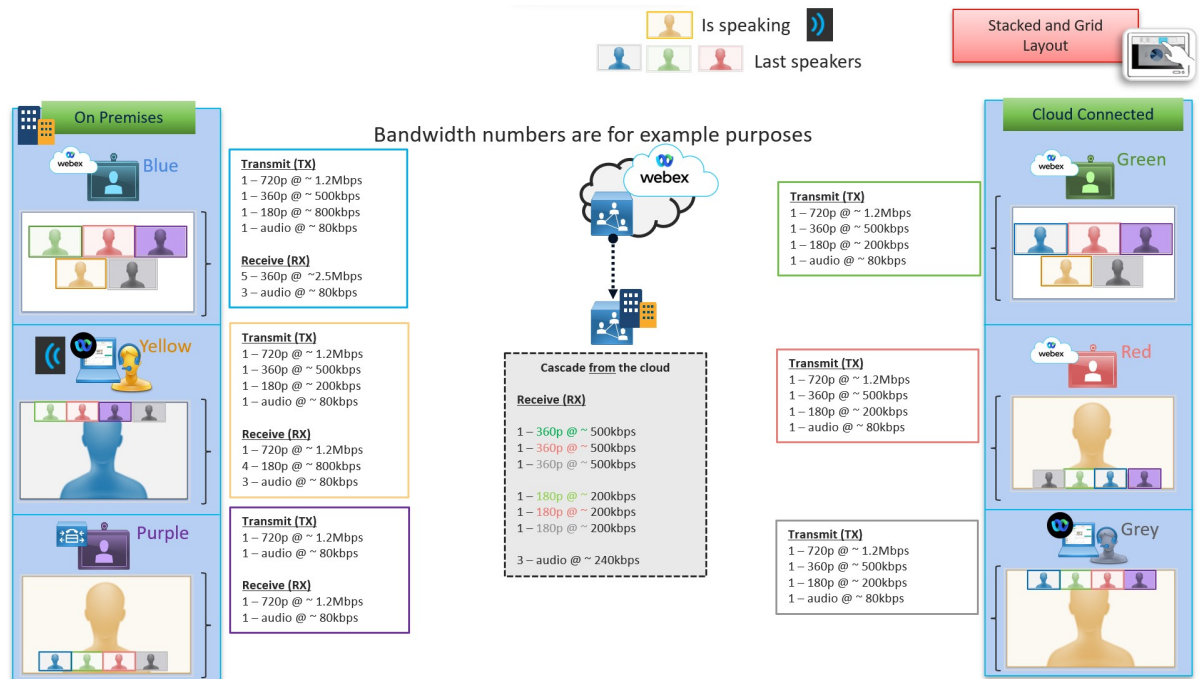 Is speaking
Last speakers
Stacked and Grid
Layout
On Premises
Cloud Connected
Bandwidth numbers are for example purposes
webex
webex
Blue
Transmit (TX)
1 – 720p @ ~ 1.2Mbps
1 – 360p @ ~ 500kbps
1 – 180p @ ~ 800kbps
1 – audio @ ~ 80kbps
Receive (RX)
5 – 360p @ ~2.5Mbps
3 – audio @ ~ 80kbps
Yellow
Transmit (TX)
1 – 720p @ ~ 1.2Mbps
1 – 360p @ ~ 500kbps
1 – 180p @ ~ 200kbps
1 – audio @ ~ 80kbps
Receive (RX)
1 – 720p @ ~ 1.2Mbps
4 – 180p @ ~ 800kbps
3 – audio @ ~ 80kbps
Purple
Transmit (TX)
1 – 720p @ ~ 1.2Mbps
1 – audio @ ~ 80kbps
Receive (RX)
1 – 720p @ ~ 1.2Mbps
1 – audio @ ~ 80kbps
Cascade from the cloud
Receive (RX)
1 – 360p @ ~ 500kbps
1 – 360p @ ~ 500kbps
1 – 360p @ ~ 500kbps
1 – 180p @ ~ 200kbps
1 – 180p @ ~ 200kbps
1 – 180p @ ~ 200kbps
3 – audio @ ~ 240kbps
webex
Green
Transmit (TX)
1 – 720p @ ~ 1.2Mbps
1 – 360p @ ~ 500kbps
1 – 180p @ ~ 200kbps
1 – audio @ ~ 80kbps
webex
Red
Transmit (TX)
1 – 720p @ ~ 1.2Mbps
1 – 360p @ ~ 500kbps
1 – 180p @ ~ 200kbps
1 – audio @ ~ 80kbps
Grey
Transmit (TX)
1 – 720p @ ~ 1.2Mbps
1 – 360p @ ~ 500kbps
1 – 180p @ ~ 200kbps
1 – audio @ ~ 80kbps